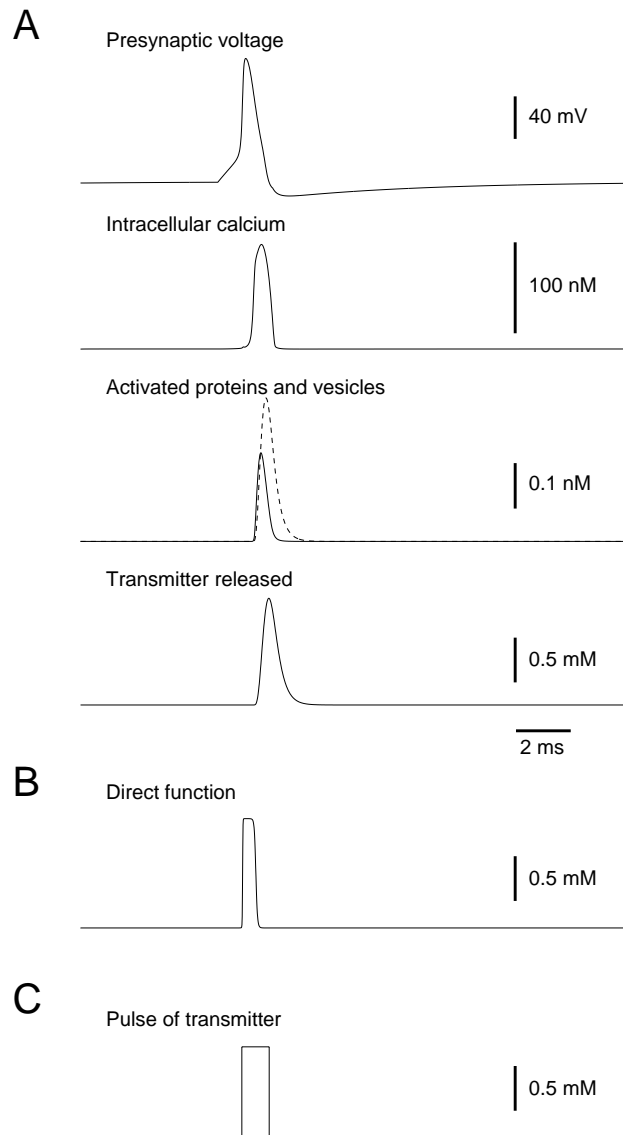 A
Presynaptic voltage
40 mV
Intracellular calcium
100 nM
Activated proteins and vesicles
0.1 nM
Transmitter released
0.5 mM
2 ms
B
Direct function
0.5 mM
C
Pulse of transmitter
0.5 mM